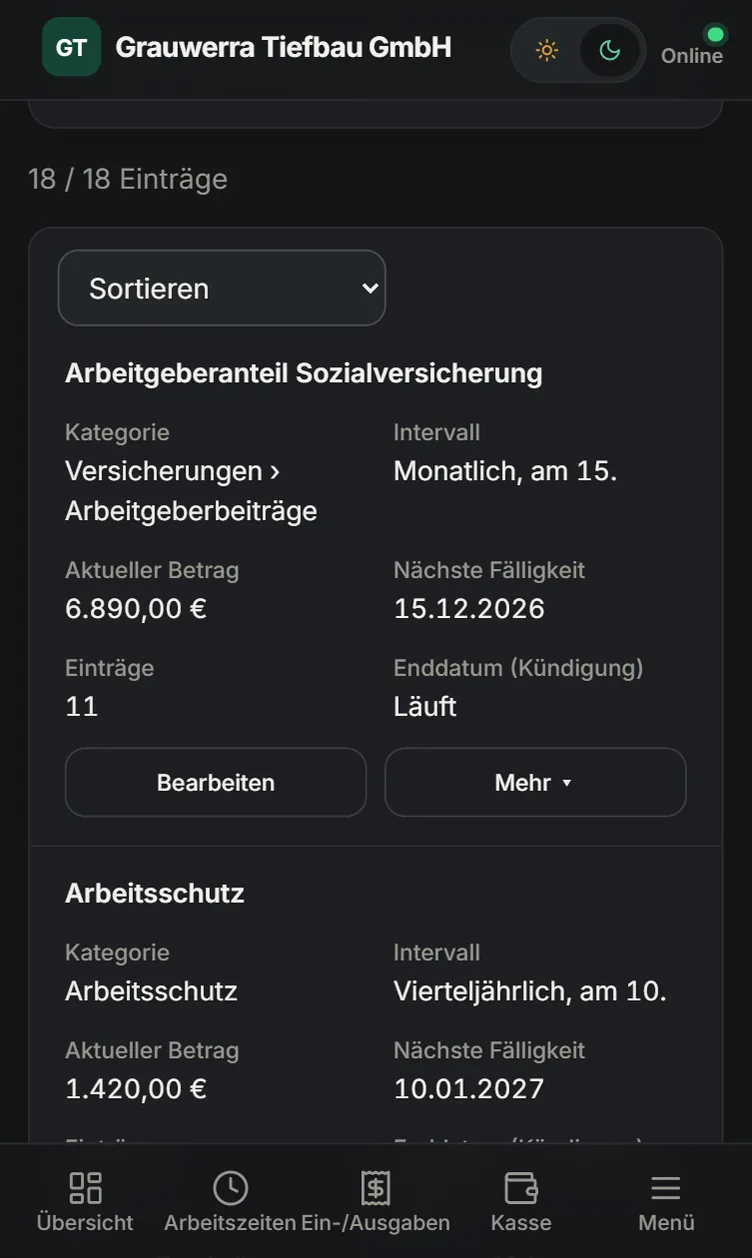 GT Grauwerra Tiefbau GmbH
Online
18 / 18 Einträge
Sortieren
Arbeitgeberanteil Sozialversicherung
Kategorie Intervall
Versicherungen › Monatlich, am 15.
Arbeitgeberbeiträge
Aktueller Betrag Nächste Fälligkeit
6.890,00 € 15.12.2026
Einträge Enddatum (Kündigung)
11 Läuft
Bearbeiten Mehr ▾
Arbeitsschutz
Kategorie Intervall
Arbeitsschutz Vierteljährlich, am 10.
Aktueller Betrag Nächste Fälligkeit
1.420,00 € 10.01.2027
Übersicht Arbeitszeiten Ein-/Ausgaben Kasse Menü